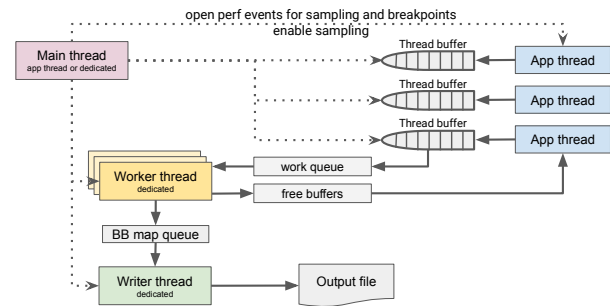 open perf events for sampling and breakpoints
enable sampling
Main thread
app thread or dedicated
Thread buffer
App thread
Thread buffer
App thread
Thread buffer
App thread
work queue
Worker thread
dedicated
free buffers
BB map queue
Writer thread
dedicated
Output file